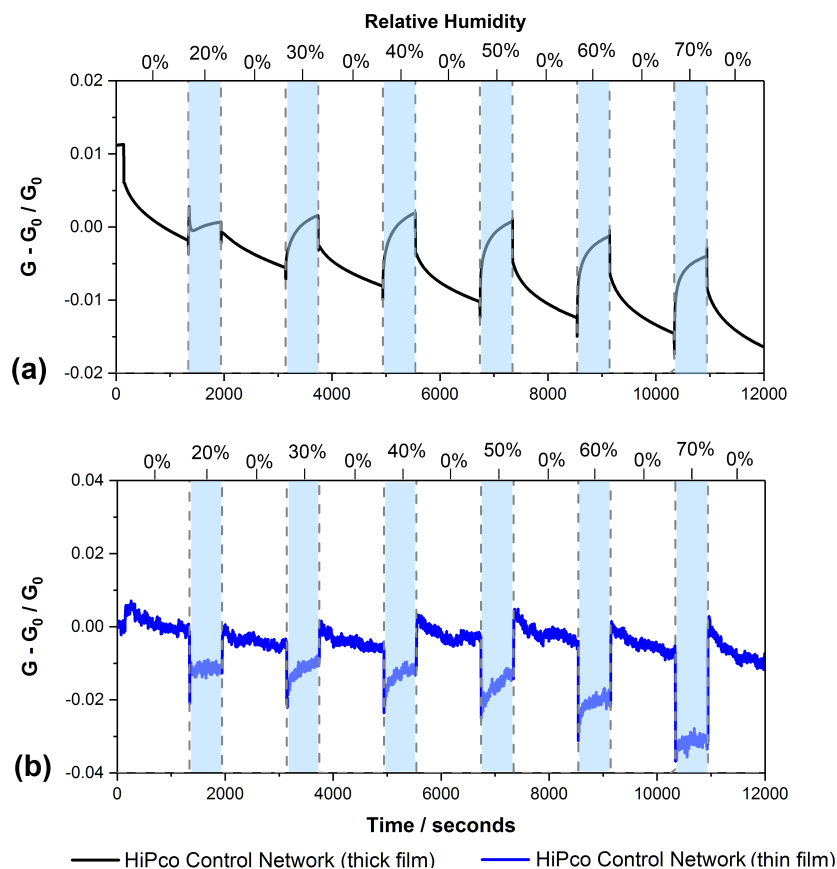 Relative Humidity
0% 20% 0% 30% 0% 40% 0% 50% 0% 60% 0% 70% 0%
0.02
0.01
0.00
-0.01
-0.02
G - G₀ / G₀
(a)
0 2000 4000 6000 8000 10000 12000
0% 20% 0% 30% 0% 40% 0% 50% 0% 60% 0% 70% 0%
0.04
0.02
0.00
-0.02
-0.04
G - G₀ / G₀
(b)
0 2000 4000 6000 8000 10000 12000
Time / seconds
HiPco Control Network (thick film) HiPco Control Network (thin film)